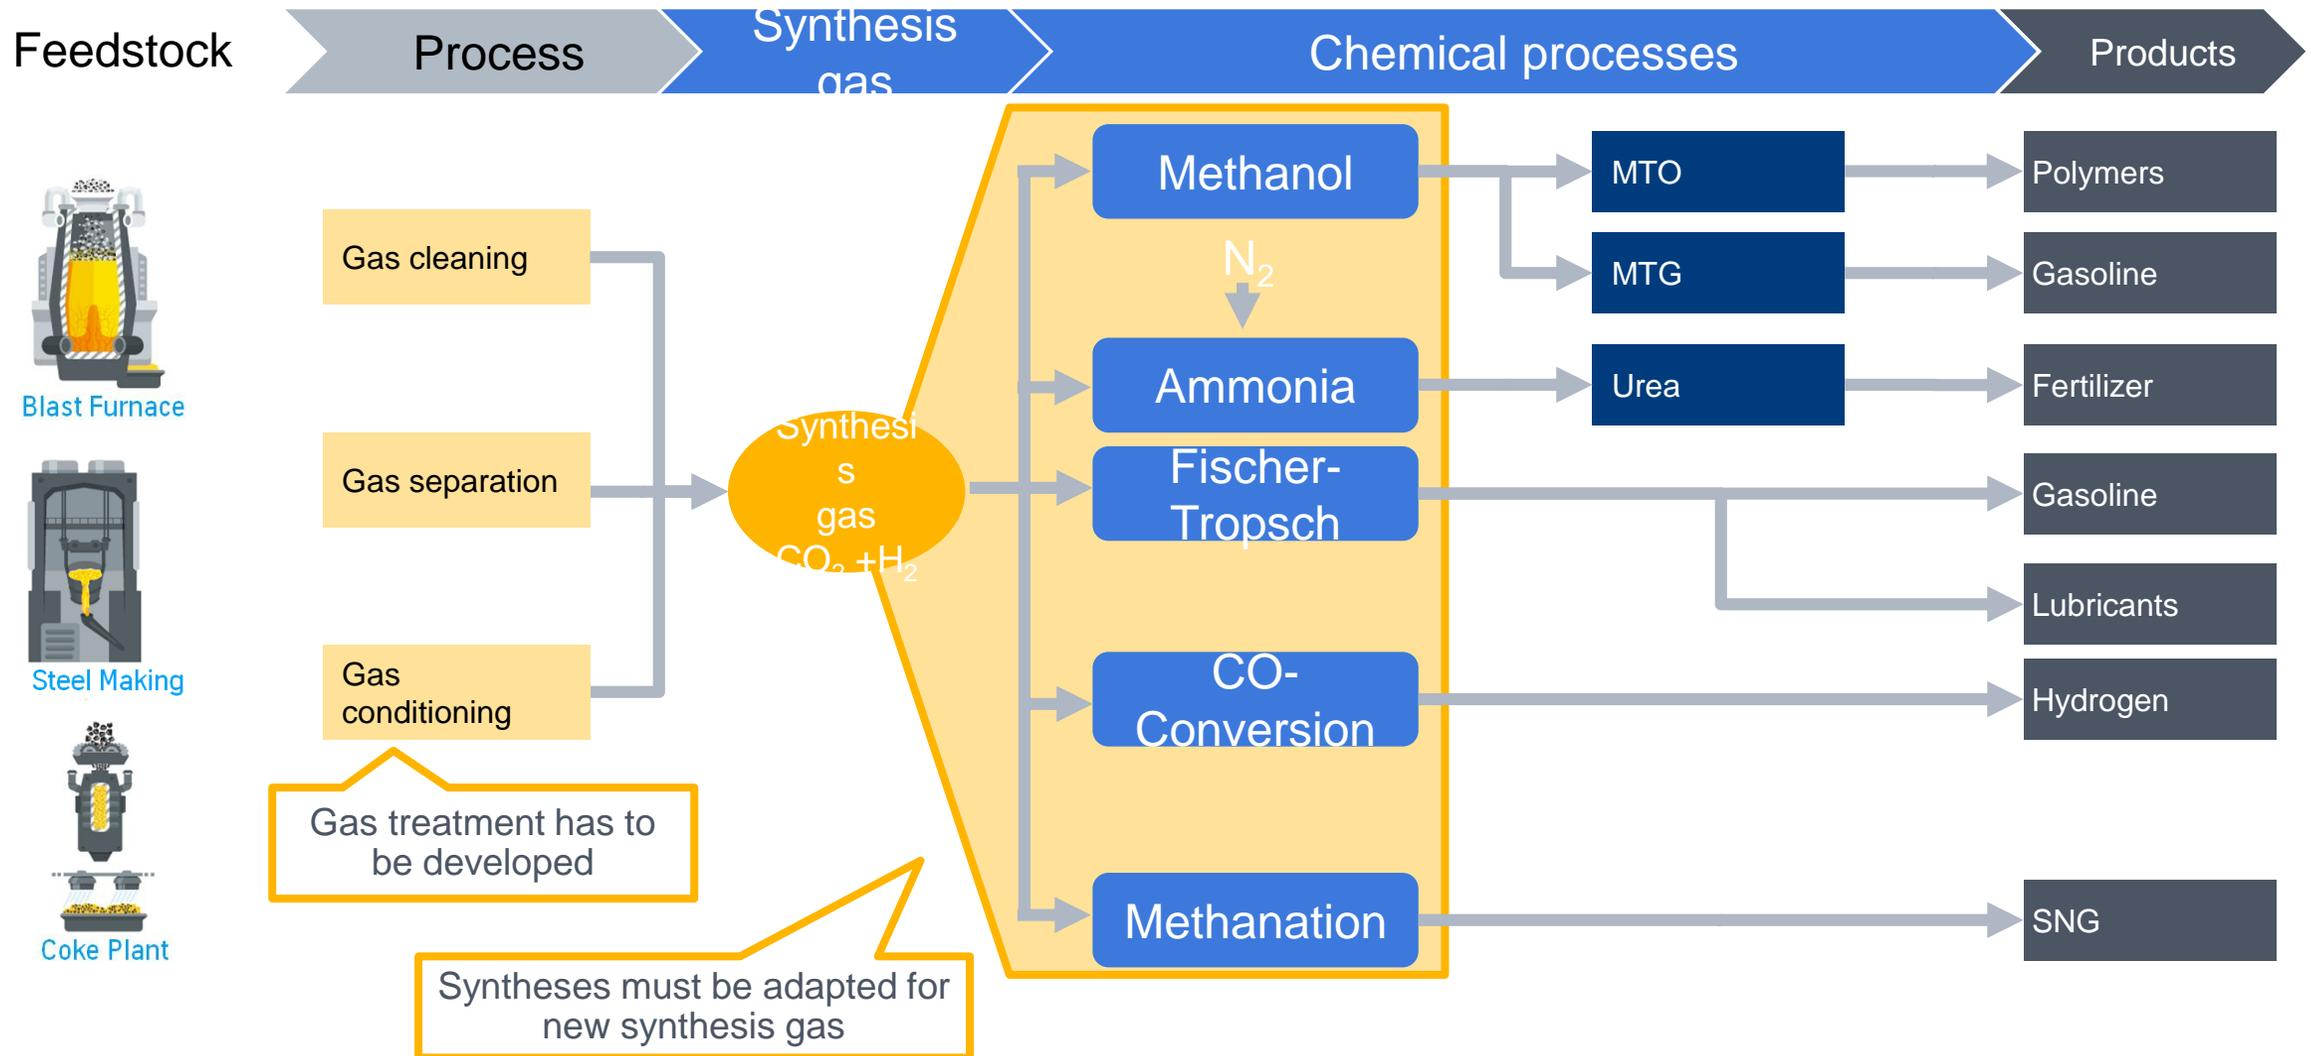 Feedstock
Process
Synthesis
gas
Chemical processes
Products
Blast Furnace
Steel Making
Coke Plant
Gas cleaning
Gas separation
Gas
conditioning
Gas treatment has to
be developed
Synthesi
s
gas
CO₂ +H₂
Syntheses must be adapted for
new synthesis gas
Methanol
N₂
Ammonia
Fischer-
Tropsch
CO-
Conversion
Methanation
MTO
MTG
Urea
Polymers
Gasoline
Fertilizer
Gasoline
Lubricants
Hydrogen
SNG